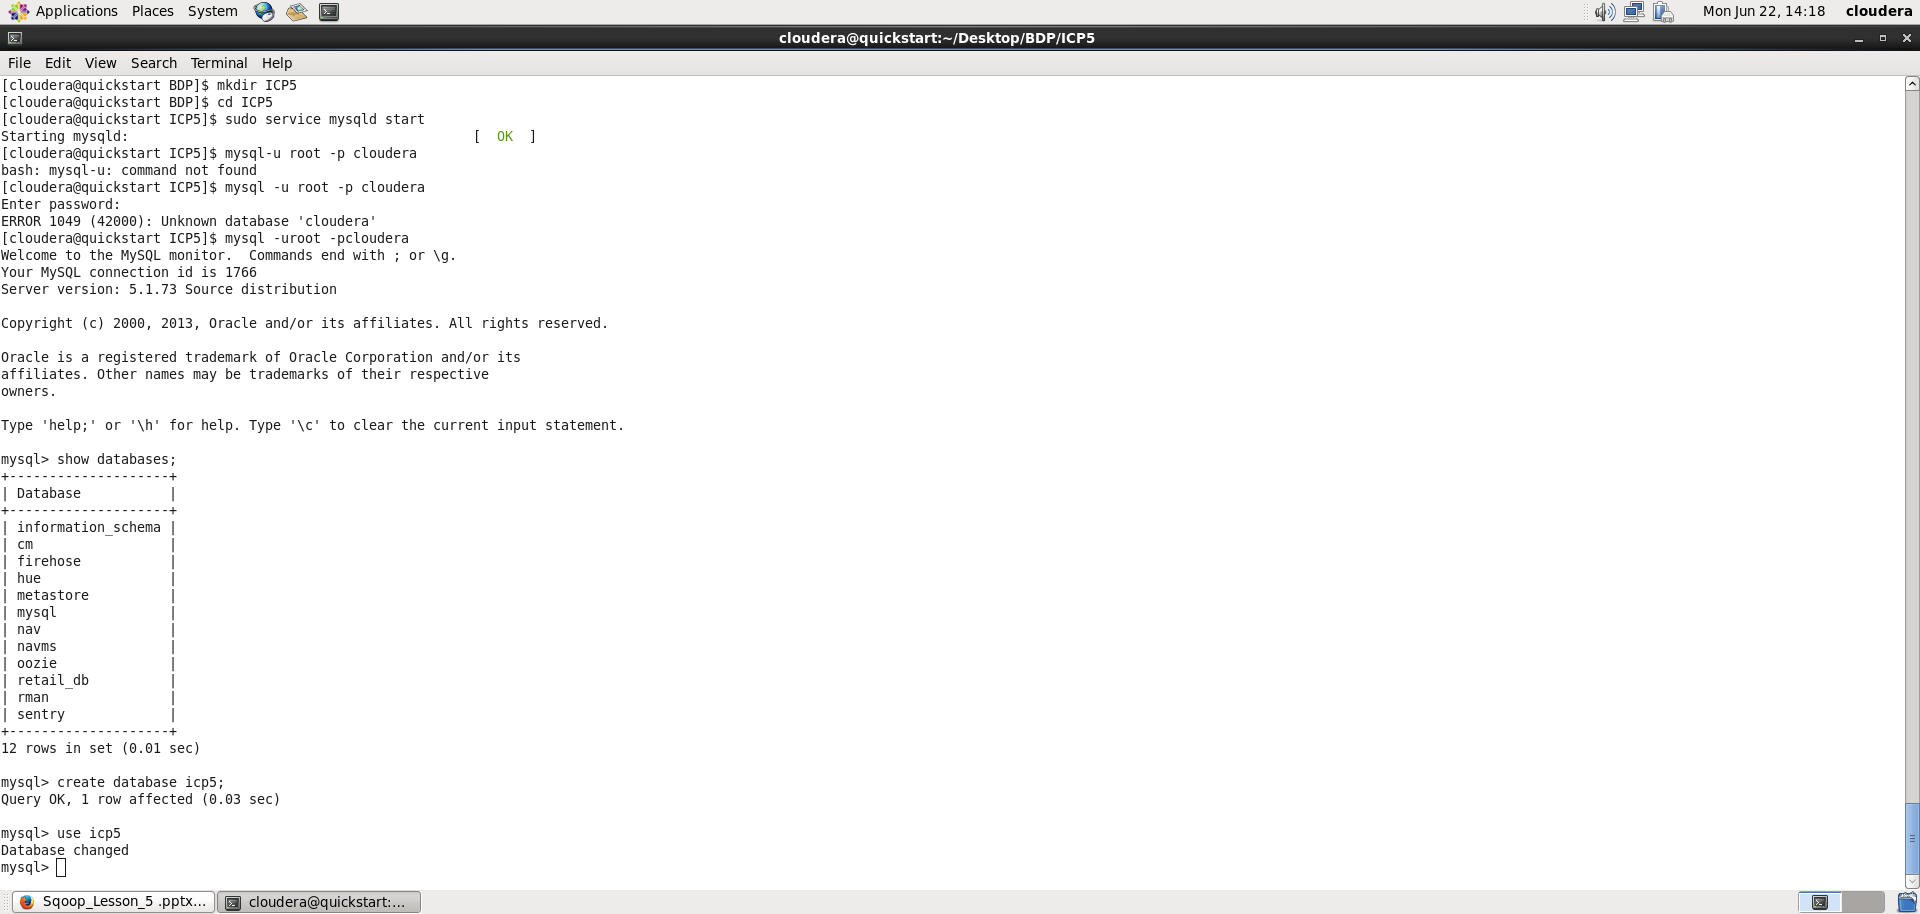 Applications Places System Mon Jun 22, 14:18 cloudera
cloudera@quickstart:~/Desktop/BDP/ICP5
File Edit View Search Terminal Help
[cloudera@quickstart BDP]$ mkdir ICP5
[cloudera@quickstart BDP]$ cd ICP5
[cloudera@quickstart ICP5]$ sudo service mysqld start
Starting mysqld:                                           [  OK  ]
[cloudera@quickstart ICP5]$ mysql-u root -p cloudera
bash: mysql-u: command not found
[cloudera@quickstart ICP5]$ mysql -u root -p cloudera
Enter password:
ERROR 1049 (42000): Unknown database 'cloudera'
[cloudera@quickstart ICP5]$ mysql -uroot -pcloudera
Welcome to the MySQL monitor.  Commands end with ; or \g.
Your MySQL connection id is 1766
Server version: 5.1.73 Source distribution
Copyright (c) 2000, 2013, Oracle and/or its affiliates. All rights reserved.
Oracle is a registered trademark of Oracle Corporation and/or its
affiliates. Other names may be trademarks of their respective
owners.
Type 'help;' or '\h' for help. Type '\c' to clear the current input statement.
mysql> show databases;
+--------------------+
| Database           |
+--------------------+
| information_schema |
| cm                 |
| firehose           |
| hue                |
| metastore          |
| mysql              |
| nav                |
| navms              |
| oozie              |
| retail_db          |
| rman               |
| sentry             |
+--------------------+
12 rows in set (0.01 sec)
mysql> create database icp5;
Query OK, 1 row affected (0.03 sec)
mysql> use icp5
Database changed
mysql>
Sqoop_Lesson_5 .pptx... cloudera@quickstart:...